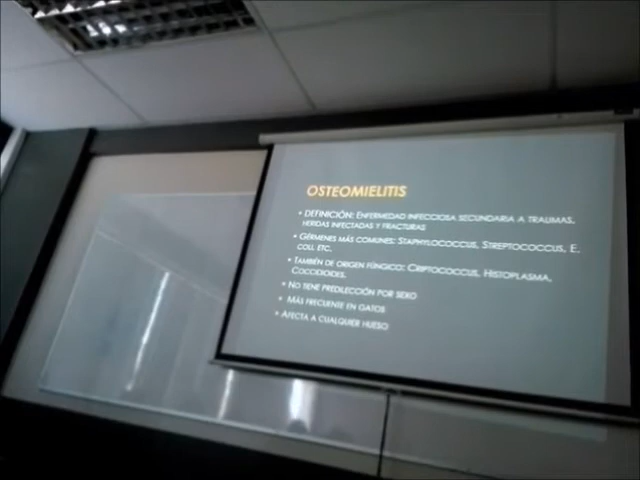 OSTEOMIELITIS
• DEFINICIÓN: ENFERMEDAD INFECCIOSA SECUNDARIA A TRAUMAS,
HERIDAS INFECTADAS Y FRACTURAS
• GÉRMENES MÁS COMUNES: STAPHYLOCOCCUS, STREPTOCOCCUS, E.
COLI, ETC.
• TAMBIÉN DE ORIGEN FÚNGICO: CRIPTOCOCCUS, HISTOPLASMA,
COCCIDIOIDES.
• NO TIENE PREDILECCIÓN POR SEXO
• MÁS FRECUENTE EN GATOS
• AFECTA A CUALQUIER HUESO